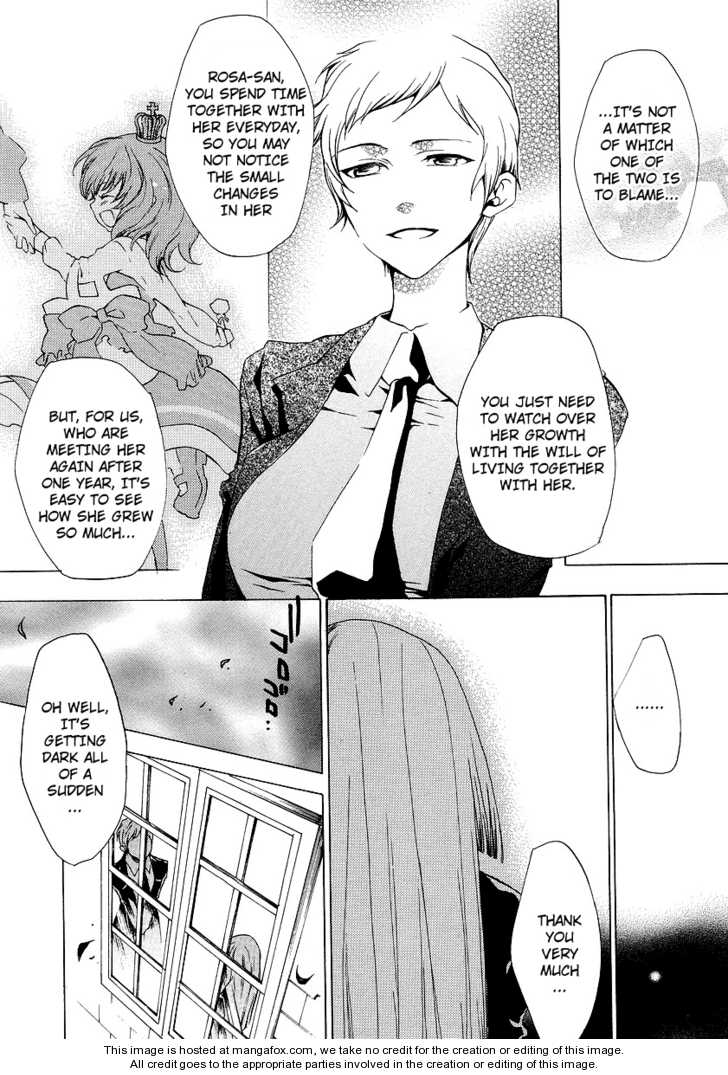 ...IT'S NOT
A MATTER
OF WHICH
ONE OF
THE TWO IS
TO BLAME...
YOU JUST NEED
TO WATCH OVER
HER GROWTH
WITH THE WILL OF
LIVING TOGETHER
WITH HER.
ROSA-SAN,
YOU SPEND TIME
TOGETHER WITH
HER EVERYDAY,
SO YOU MAY
NOT NOTICE
THE SMALL
CHANGES
IN HER
BUT, FOR US,
WHO ARE
MEETING HER
AGAIN AFTER
ONE YEAR, IT'S
EASY TO SEE
HOW SHE GREW
SO MUCH...
......
THANK
YOU
VERY
MUCH
...
OH WELL,
IT'S
GETTING
DARK ALL
OF A
SUDDEN
...
This image is hosted at mangafox.com, we take no credit for the creation or editing of this image.
All credit goes to the appropriate parties involved in the creation or editing of this image.